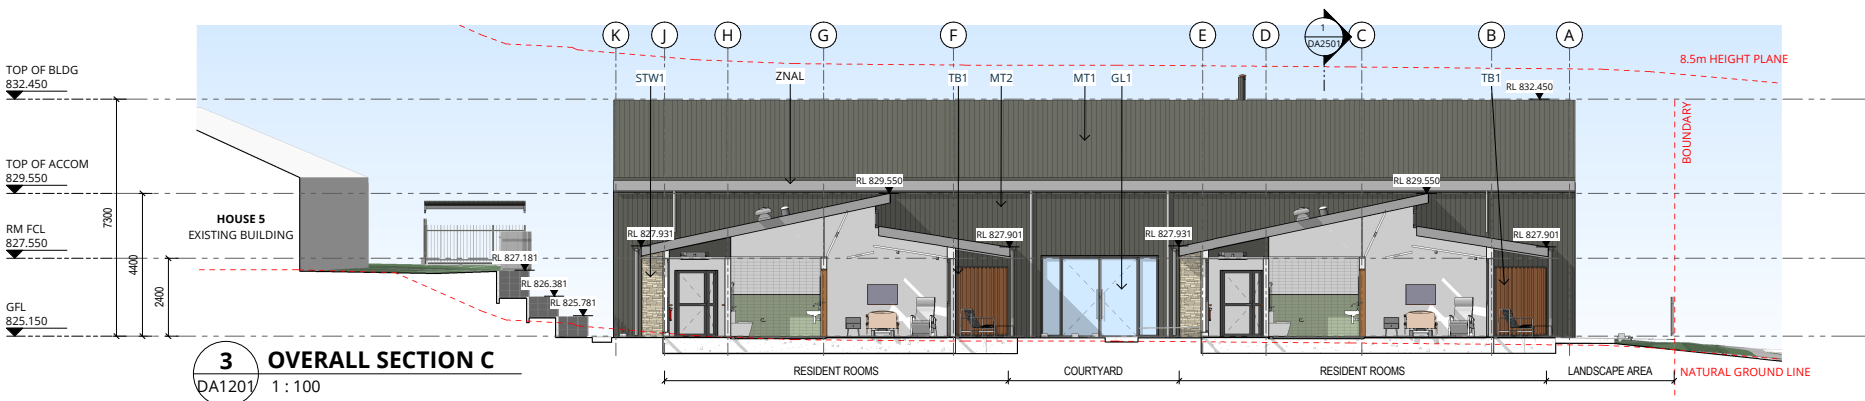 K J H G F E D C B A
1
DA2501
8.5m HEIGHT PLANE
TOP OF BLDG
832.450
STW1 ZNAL TB1 MT2 MT1 GL1 TB1
RL 832.450
BOUNDARY
TOP OF ACCOM
829.550
RL 829.550 RL 829.550
7300
4400
2400
HOUSE 5
EXISTING BUILDING
RM FCL
827.550
RL 827.931 RL 827.901 RL 827.931 RL 827.901
RL 827.181
RL 826.381
RL 825.781
GFL
825.150
3 OVERALL SECTION C
DA1201 1 : 100
RESIDENT ROOMS COURTYARD RESIDENT ROOMS LANDSCAPE AREA
NATURAL GROUND LINE